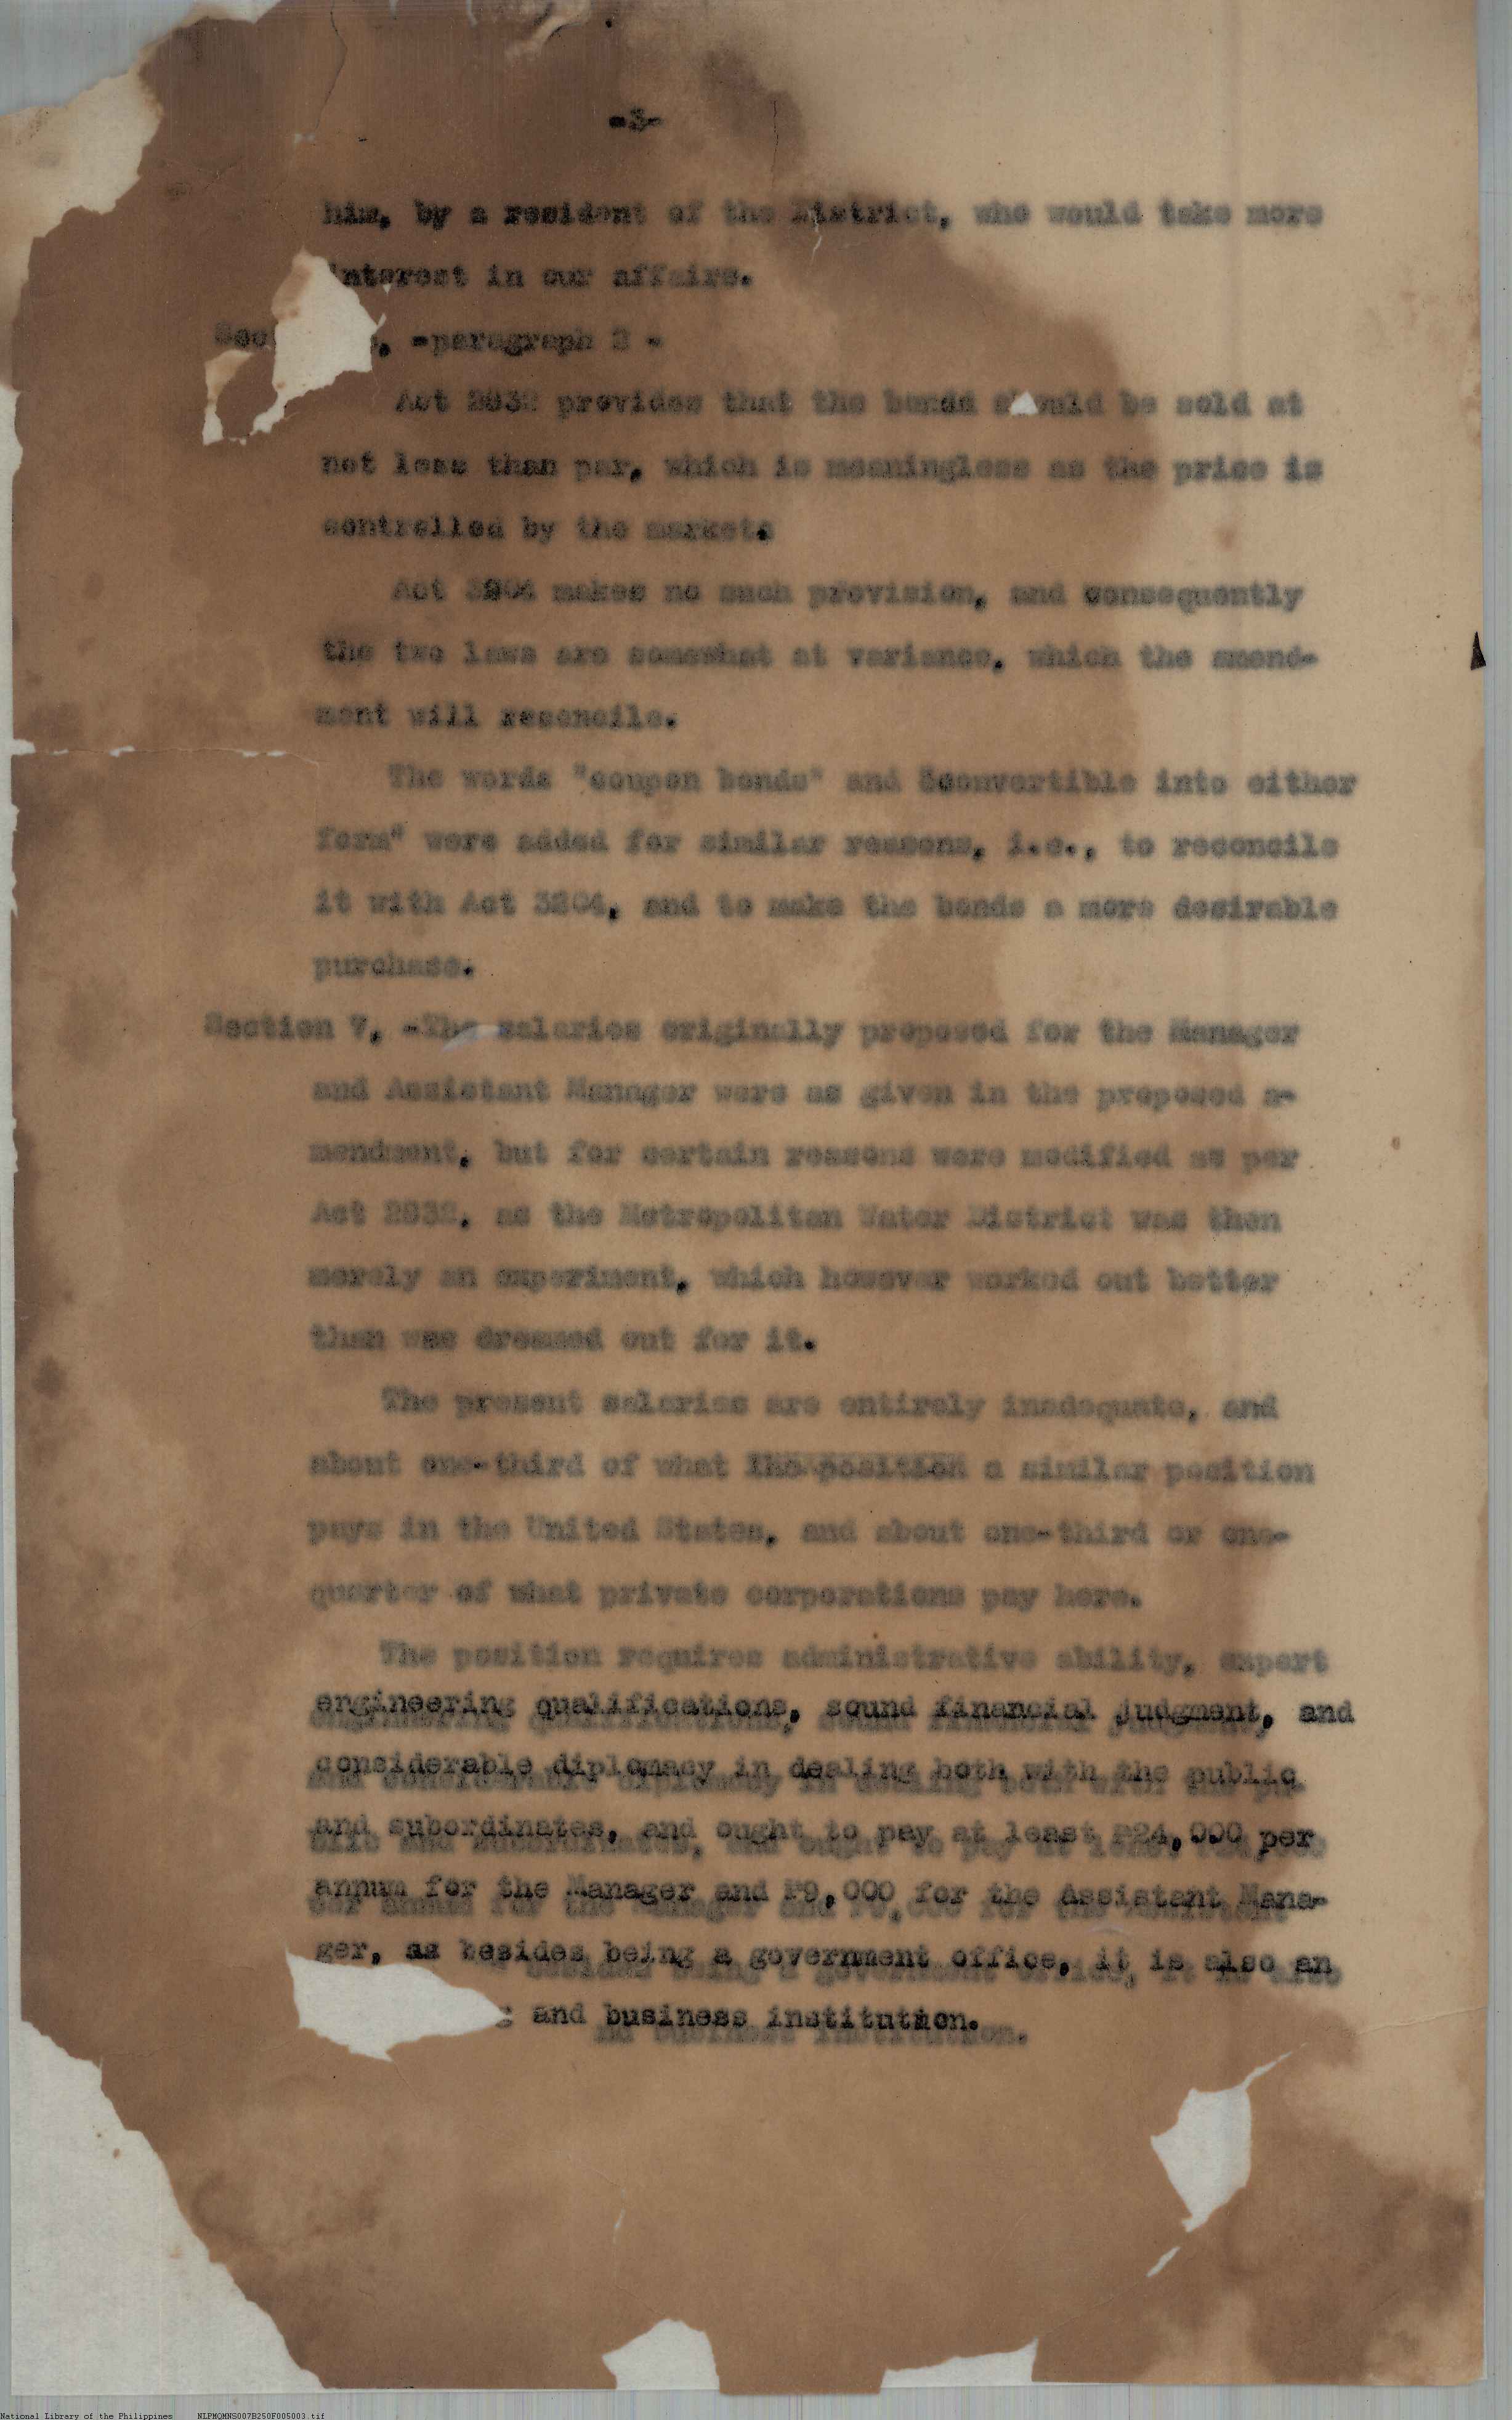 -3-
him, by a resident of the District, who would take more
interest in our affairs.
Sec , -paragraph 2 -
Act 2832 provides that the bonds should be sold at
not less than par, which is meaningless as the price is
controlled by the market.
Act 3204 makes no such provision, and consequently
the two laws are somewhat at variance, which the amend-
ment will reconcile.
The words "coupon bonds" and convertible into either
form" were added for similar reasons, i.e., to reconcile
it with Act 3204, and to make the bonds a more desirable
purchase.
Section 7, -The salaries originally proposed for the Manager
and Assistant Manager were as given in the proposed a-
mendment, but for certain reasons were modified as per
Act 2832, as the Metropolitan Water District was then
merely an experiment, which however worked out better
than was dreamed out for it.
The present salaries are entirely inadequate, and
about one-third of what the position a similar position
pays in the United States, and about one-third or one-
quarter of what private corporations pay here.
The position requires administrative ability, expert
engineering qualifications, sound financial judgment, and
considerable diplomacy in dealing both with the public
and subordinates, and ought to pay at least ₱24,000 per
annum for the Manager and ₱9,000 for the Assistant Mana-
ger, as besides being a government office, it is also an
and business institution.
National Library of the Philippines NLPMQMNS007B250F005003.tif